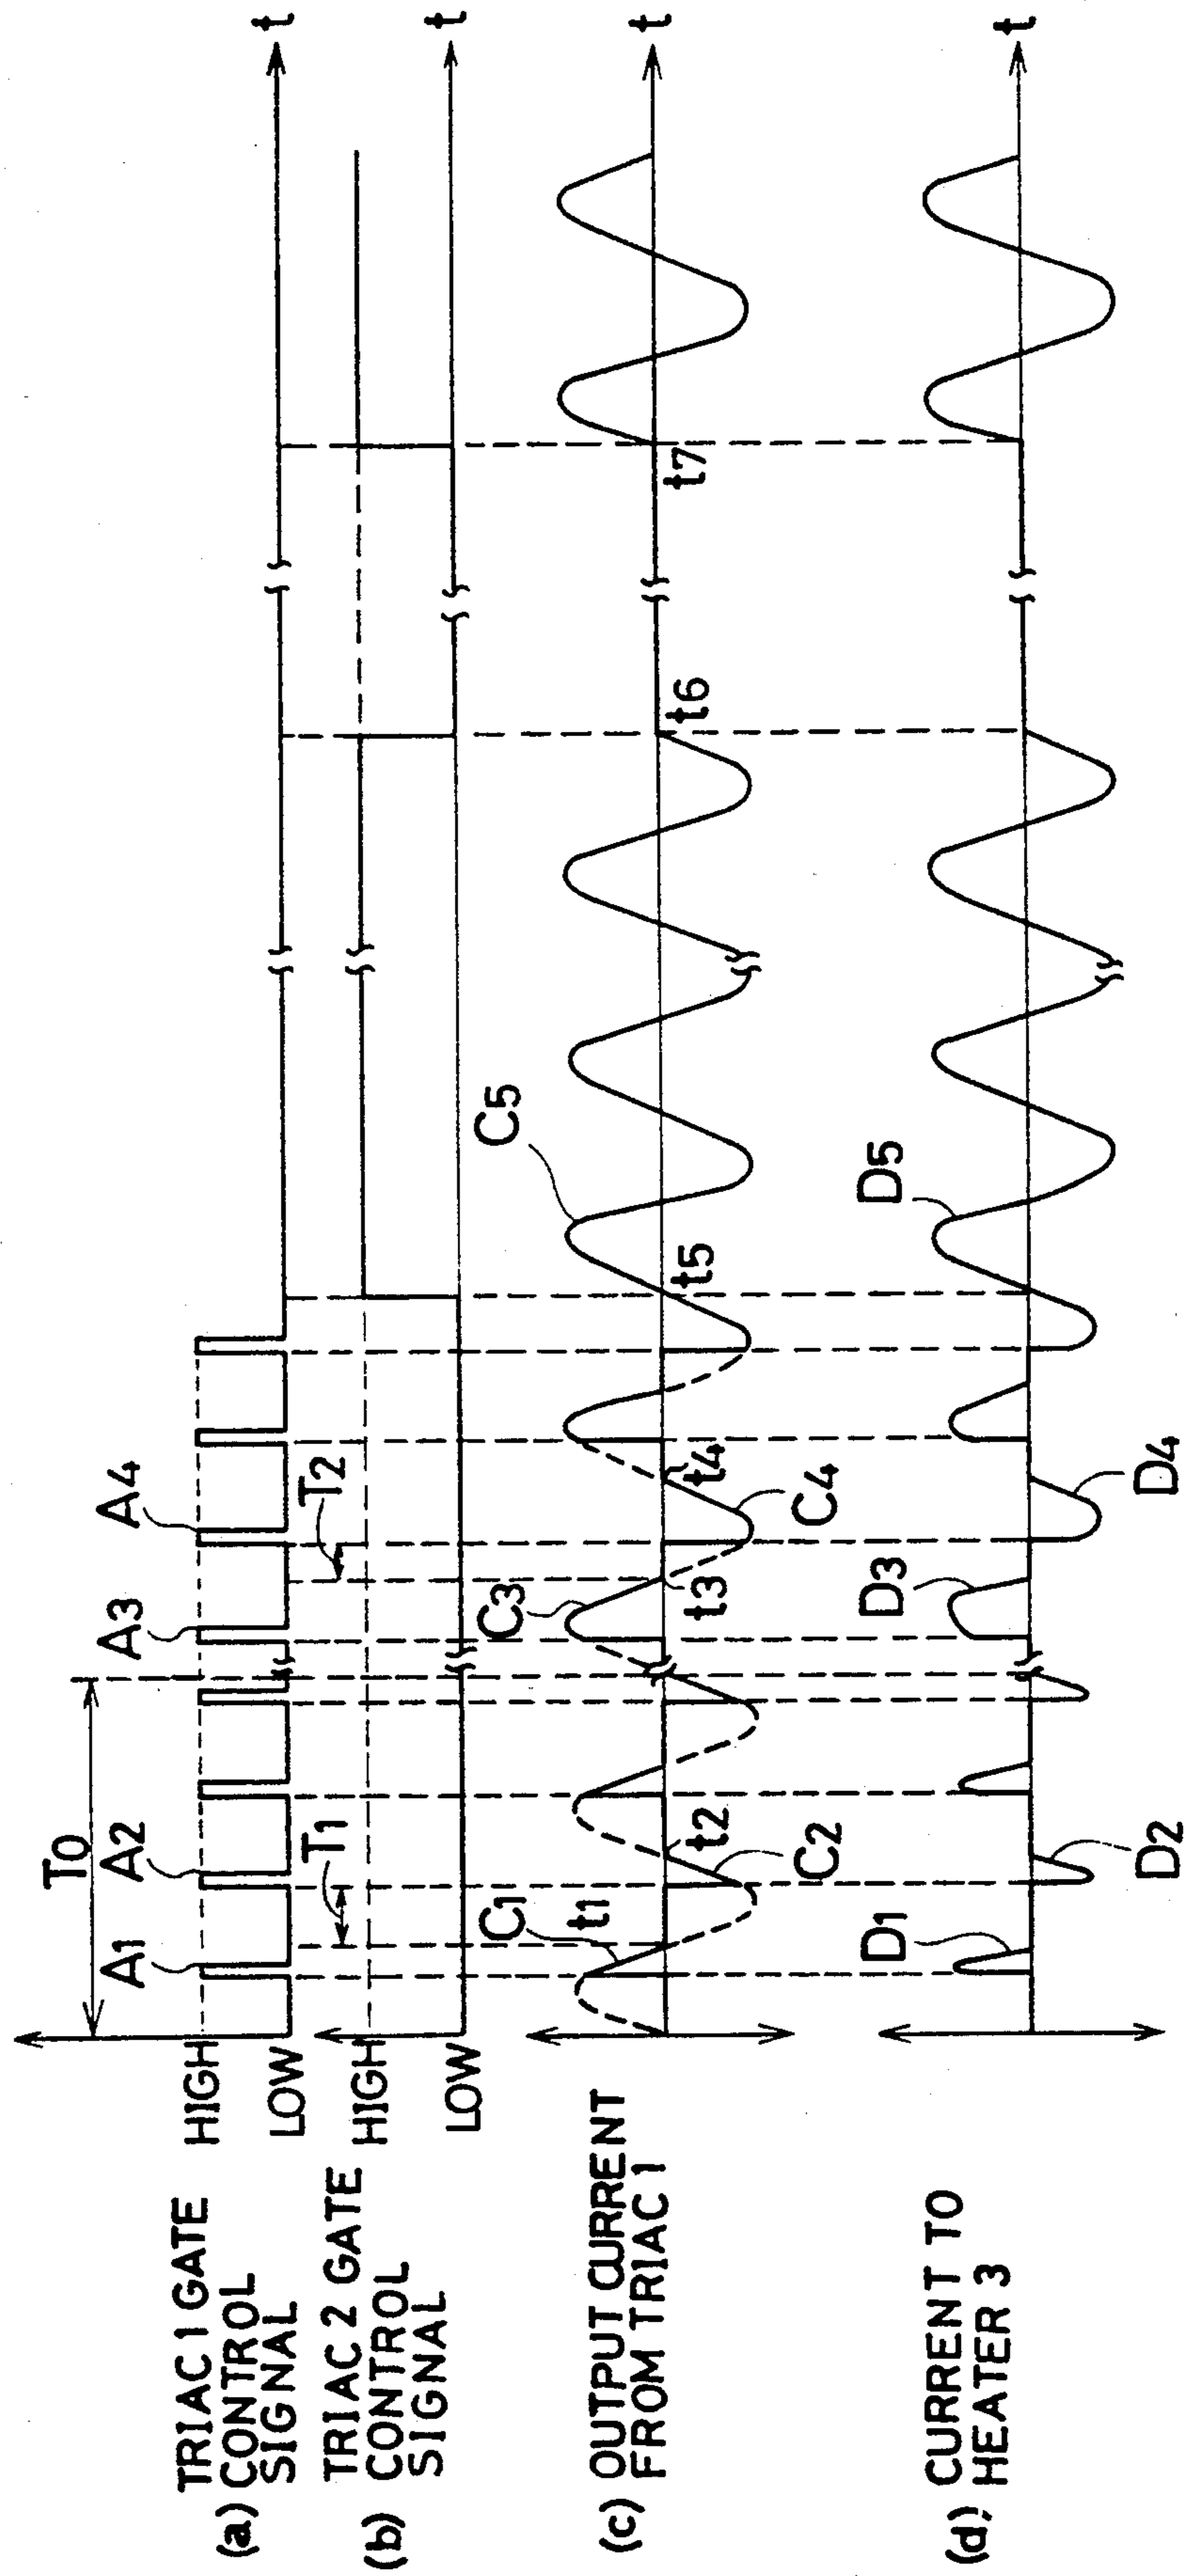 (a) TRIAC 1 GATE
CONTROL
SIGNAL
HIGH
LOW
T0
A1
A2
A3
A4
t
(b) TRIAC 2 GATE
CONTROL
SIGNAL
HIGH
LOW
T1
T2
t
(c) OUTPUT CURRENT
FROM TRIAC 1
C1
t1
C2
t2
C3
t3
C4
t4
t5
C5
t6
t7
t
(d) CURRENT TO
HEATER 3
D1
D2
D3
D4
D5
t